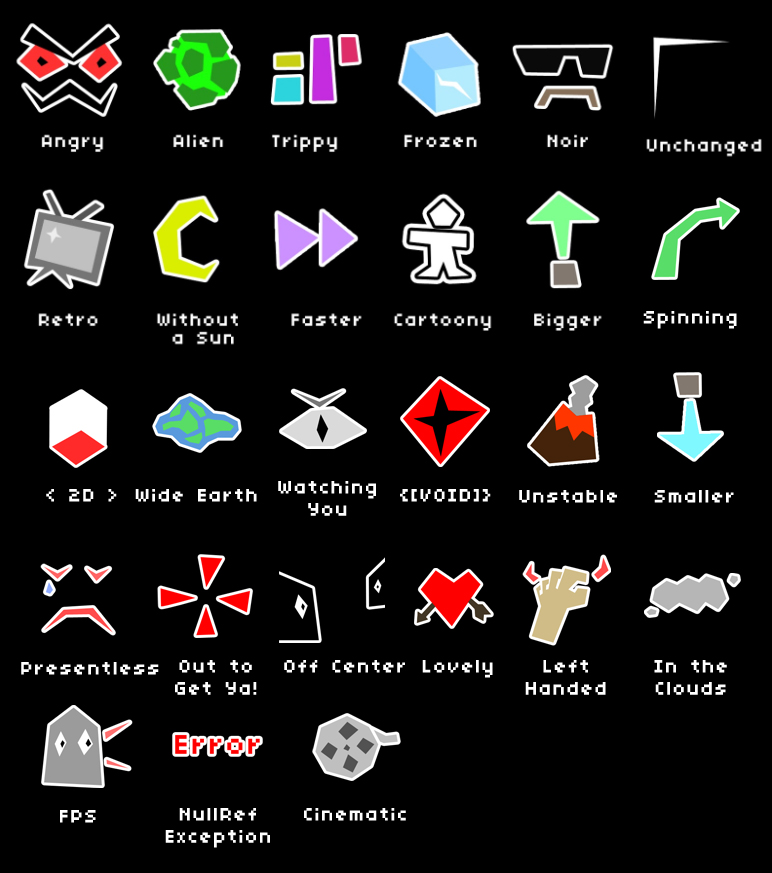 Angry
Alien
Trippy
Frozen
Noir
Unchanged
Retro
Without
a Sun
Faster
Cartoony
Bigger
Spinning
< 2D >
Wide Earth
Watching
You
{[VOID]}
Unstable
Smaller
Presentless
Out to
Get Ya!
Off Center
Lovely
Left
Handed
In the
Clouds
FPS
Error
NullRef
Exception
Cinematic